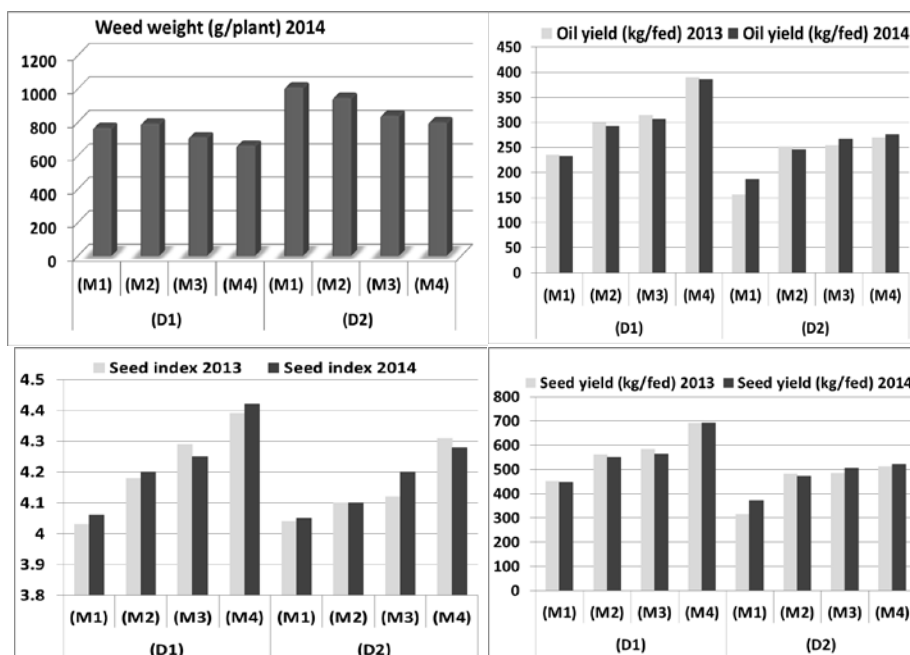 Weed weight (g/plant) 2014
1200
1000
800
600
400
200
0
(M1) (M2) (M3) (M4) (M1) (M2) (M3) (M4)
(D1) (D2)
Oil yield (kg/fed) 2013 Oil yield (kg/fed) 2014
450
400
350
300
250
200
150
100
50
0
(M1) (M2) (M3) (M4) (M1) (M2) (M3) (M4)
(D1) (D2)
Seed index 2013 Seed index 2014
4.5
4.4
4.3
4.2
4.1
4
3.9
3.8
(M1) (M2) (M3) (M4) (M1) (M2) (M3) (M4)
(D1) (D2)
Seed yield (kg/fed) 2013 Seed yield (kg/fed) 2014
800
700
600
500
400
300
200
100
0
(M1) (M2) (M3) (M4) (M1) (M2) (M3) (M4)
(D1) (D2)